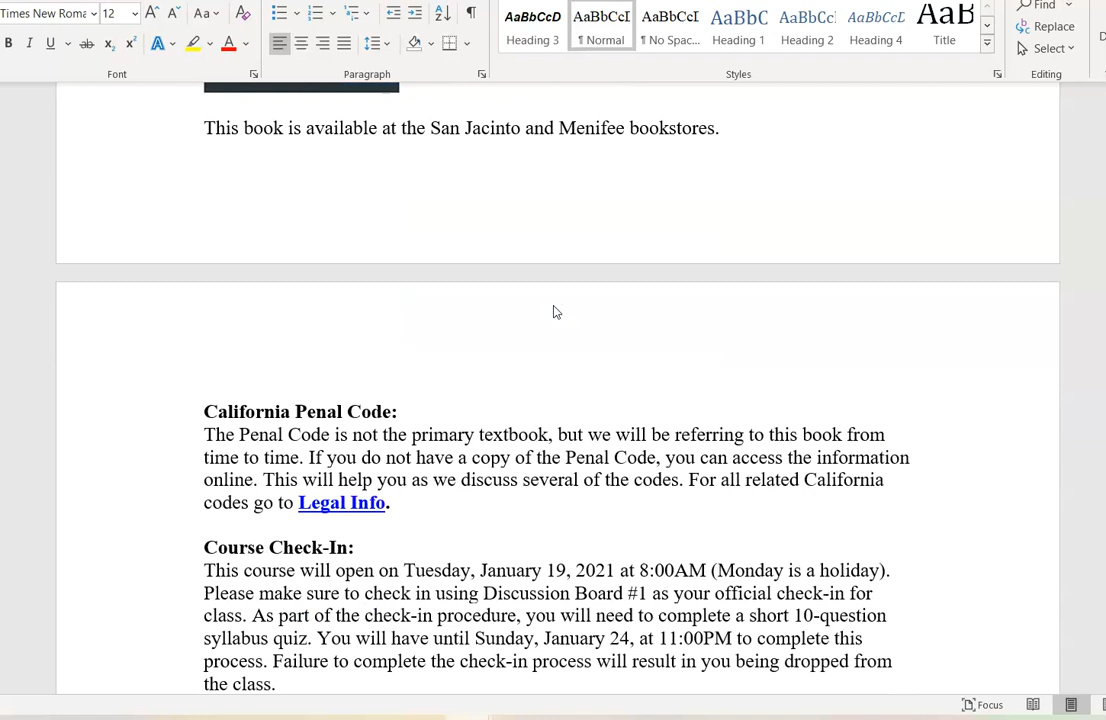 Times New Roma 12 Aa Find
AaBbCcD AaBbCcI AaBbCcI AaBbC AaBbCc AaBbCcD AaB Replace
B I U ab x₂ x² A A Heading 3 ¶ Normal ¶ No Spac... Heading 1 Heading 2 Heading 4 Title Select
Font Paragraph Styles Editing
This book is available at the San Jacinto and Menifee bookstores.
California Penal Code:
The Penal Code is not the primary textbook, but we will be referring to this book from
time to time. If you do not have a copy of the Penal Code, you can access the information
online. This will help you as we discuss several of the codes. For all related California
codes go to Legal Info.
Course Check-In:
This course will open on Tuesday, January 19, 2021 at 8:00AM (Monday is a holiday).
Please make sure to check in using Discussion Board #1 as your official check-in for
class. As part of the check-in procedure, you will need to complete a short 10-question
syllabus quiz. You will have until Sunday, January 24, at 11:00PM to complete this
process. Failure to complete the check-in process will result in you being dropped from
the class.
Focus